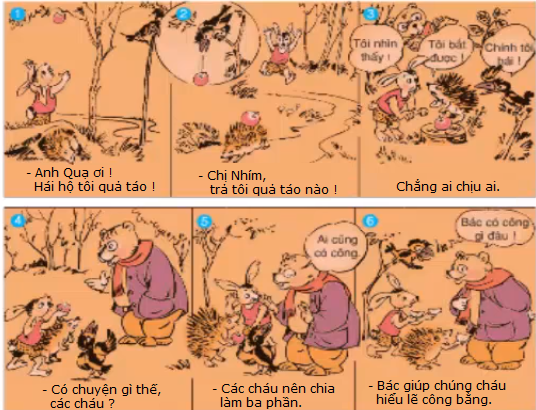 1
- Anh Quạ ơi !
Hái hộ tôi quả táo !
2
- Chị Nhím,
trả tôi quả táo nào !
3
Tôi nhìn
thấy !
Tôi bắt
được !
Chính tôi
hái !
Chẳng ai chịu ai.
4
- Có chuyện gì thế,
các cháu ?
5
Ai cũng
có công.
- Các cháu nên chia
làm ba phần.
6
Bác có công
gì đâu !
- Bác giúp chúng cháu
hiểu lẽ công bằng.